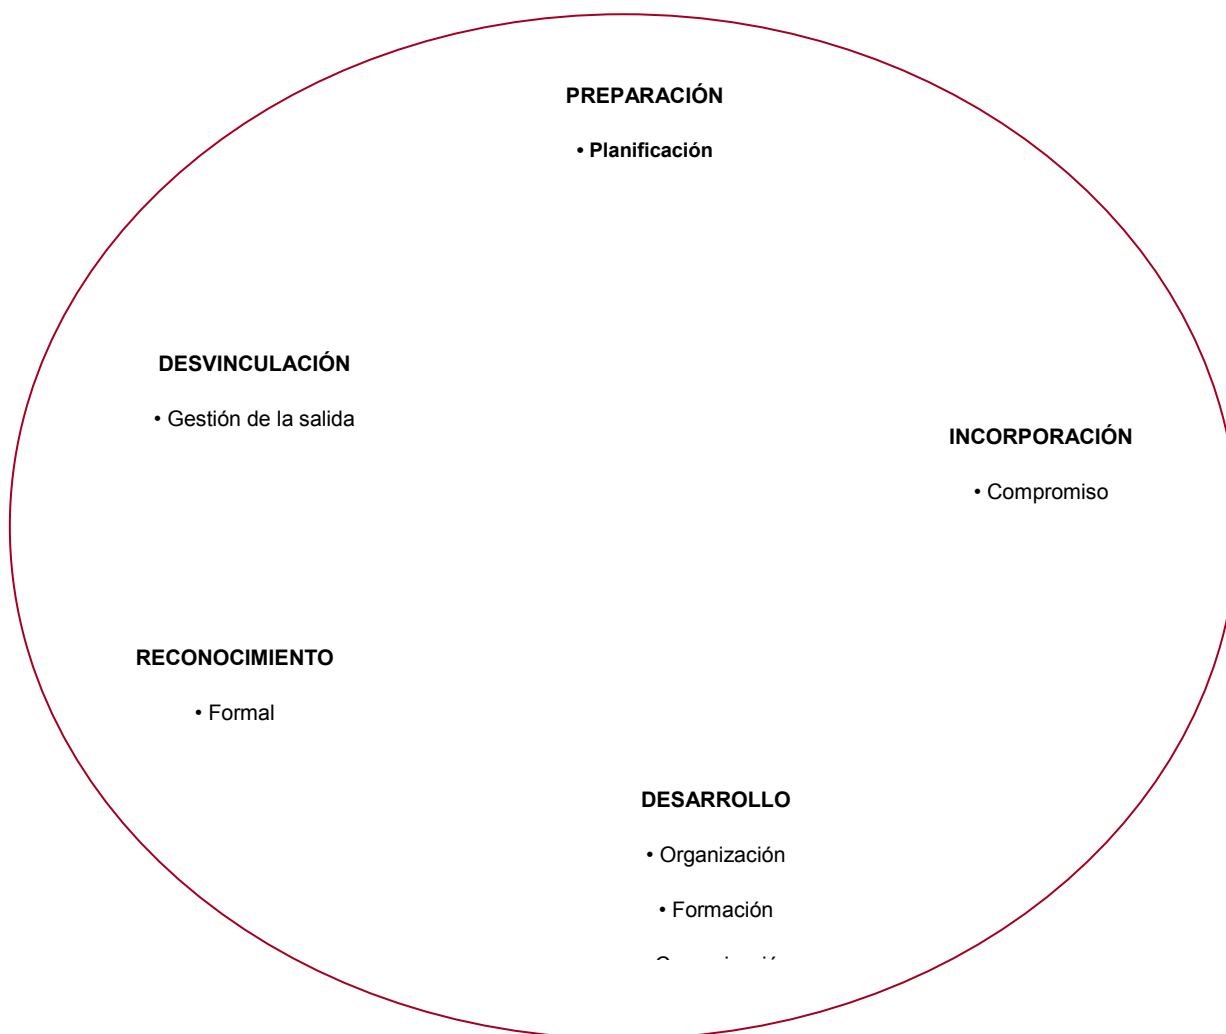 PREPARACIÓN
• Planificación
DESVINCULACIÓN
• Gestión de la salida
INCORPORACIÓN
• Compromiso
RECONOCIMIENTO
• Formal
DESARROLLO
• Organización
• Formación